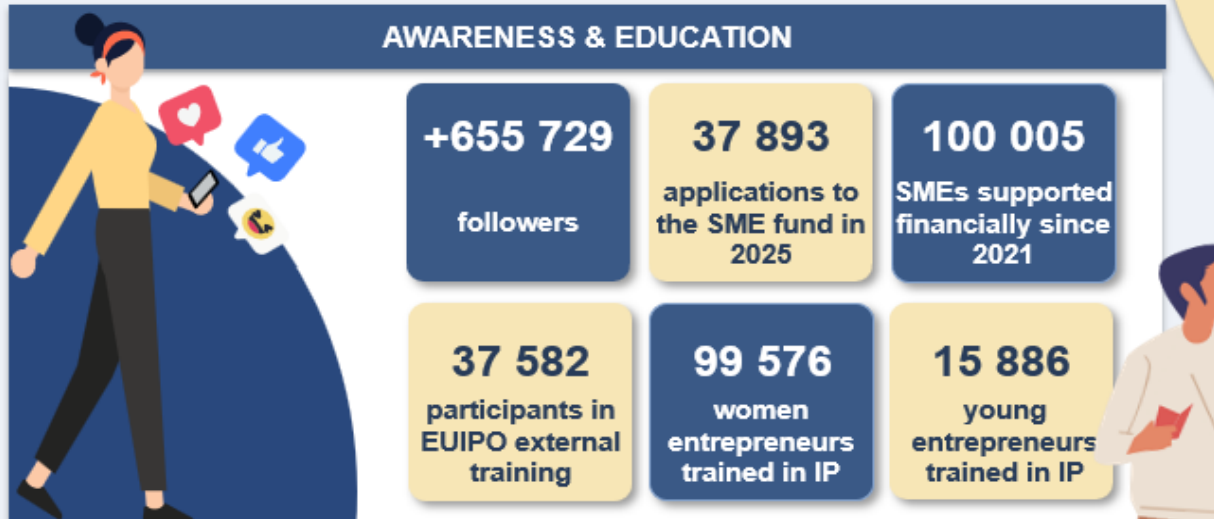 AWARENESS & EDUCATION
+655 729
followers
37 893
applications to
the SME fund in
2025
100 005
SMEs supported
financially since
2021
37 582
participants in
EUIPO external
training
99 576
women
entrepreneurs
trained in IP
15 886
young
entrepreneurs
trained in IP